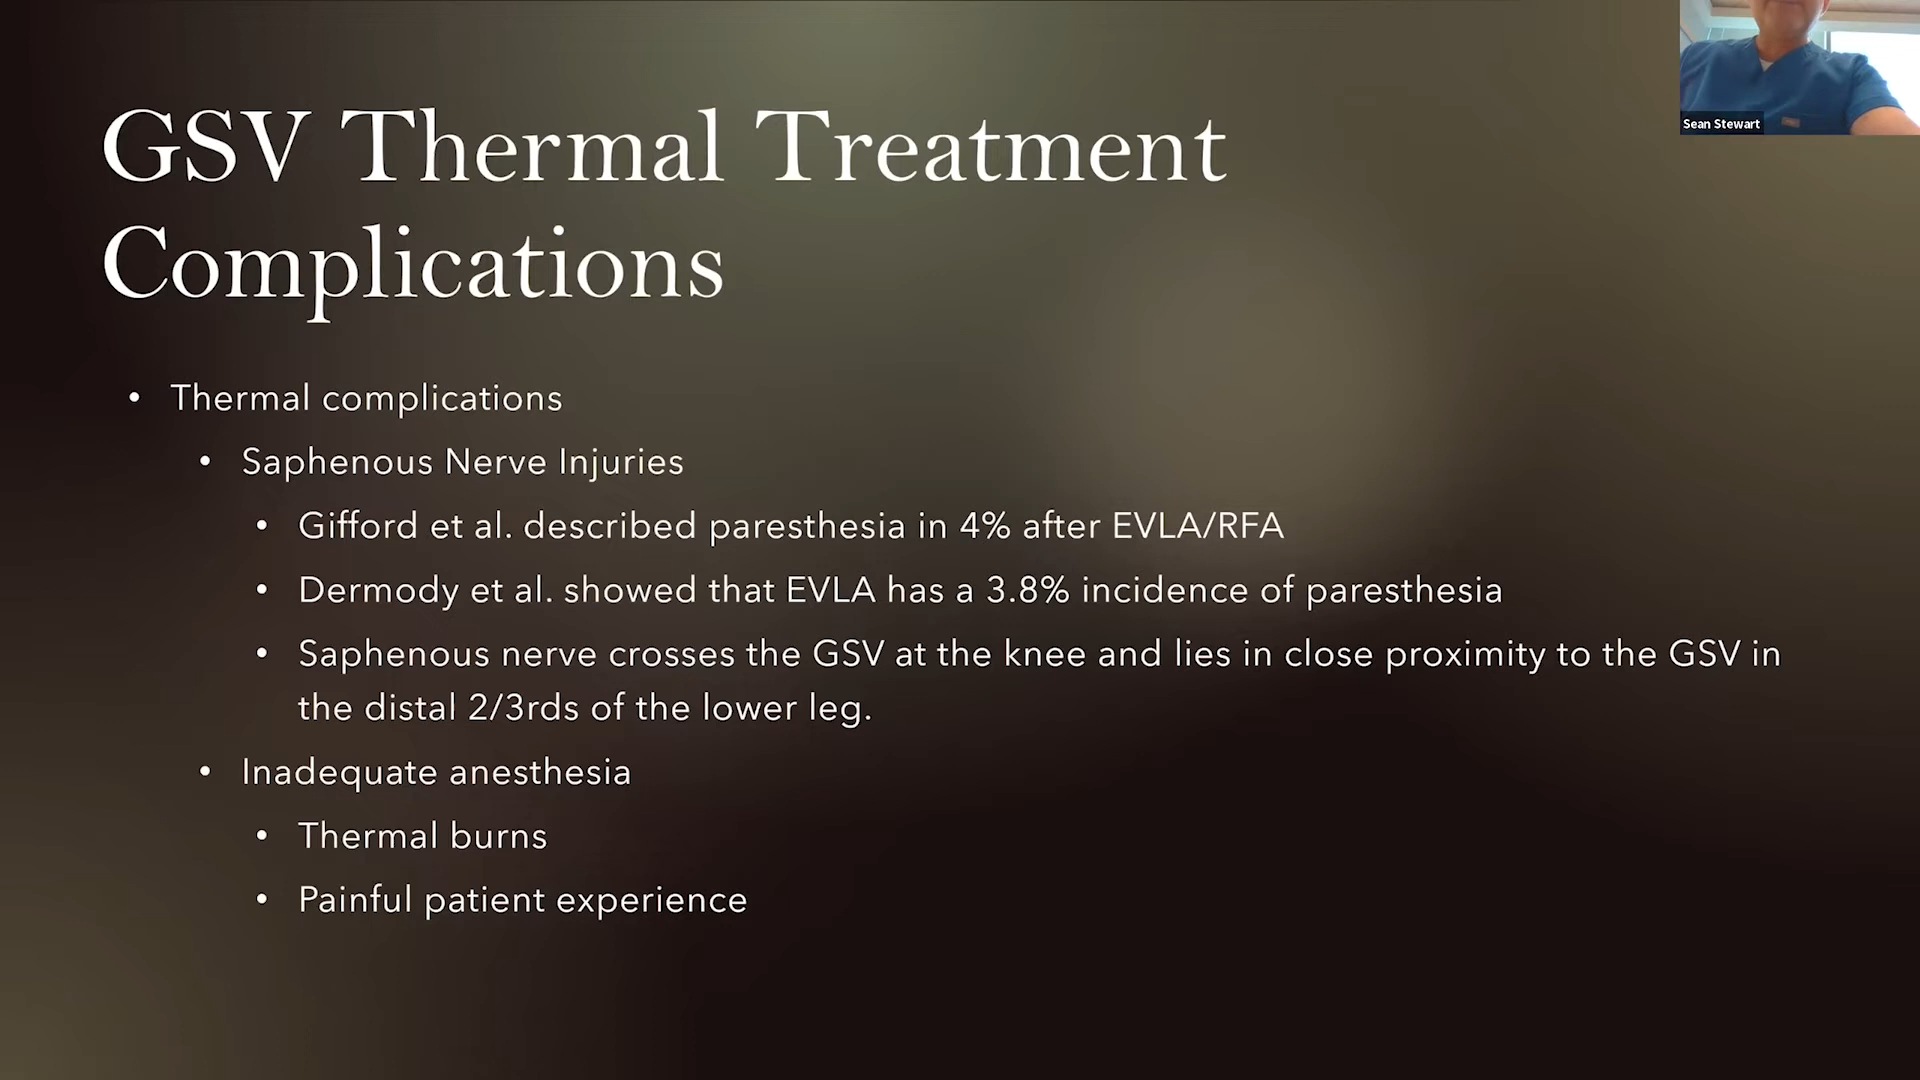 GSV Thermal Treatment
Complications
Sean Stewart
• Thermal complications
• Saphenous Nerve Injuries
• Gifford et al. described paresthesia in 4% after EVLA/RFA
• Dermody et al. showed that EVLA has a 3.8% incidence of paresthesia
• Saphenous nerve crosses the GSV at the knee and lies in close proximity to the GSV in
the distal 2/3rds of the lower leg.
• Inadequate anesthesia
• Thermal burns
• Painful patient experience